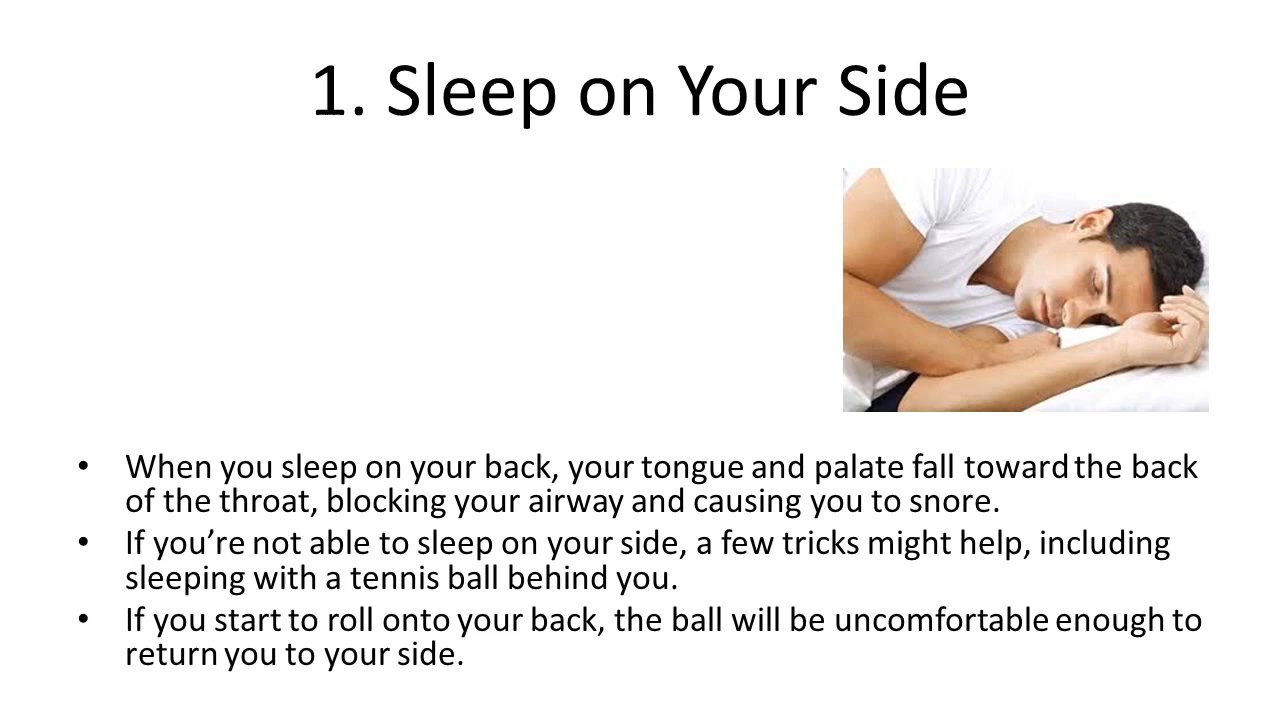 1. Sleep on Your Side
• When you sleep on your back, your tongue and palate fall toward the back
of the throat, blocking your airway and causing you to snore.
• If you’re not able to sleep on your side, a few tricks might help, including
sleeping with a tennis ball behind you.
• If you start to roll onto your back, the ball will be uncomfortable enough to
return you to your side.